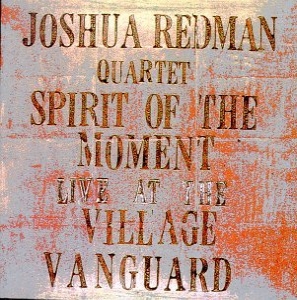 JOSHUA REDMAN
QUARTET
SPIRIT OF THE
MOMENT
LIVE AT THE
VILLAGE
VANGUARD